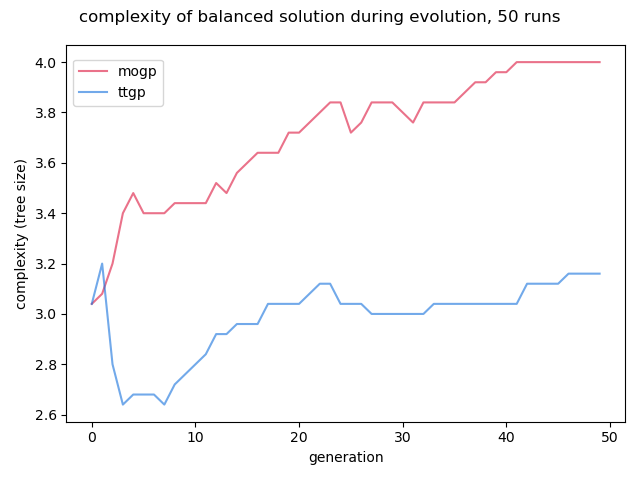 complexity of balanced solution during evolution, 50 runs
mogp
ttgp
complexity (tree size)
4.0
3.8
3.6
3.4
3.2
3.0
2.8
2.6
0
10
20
30
40
50
generation